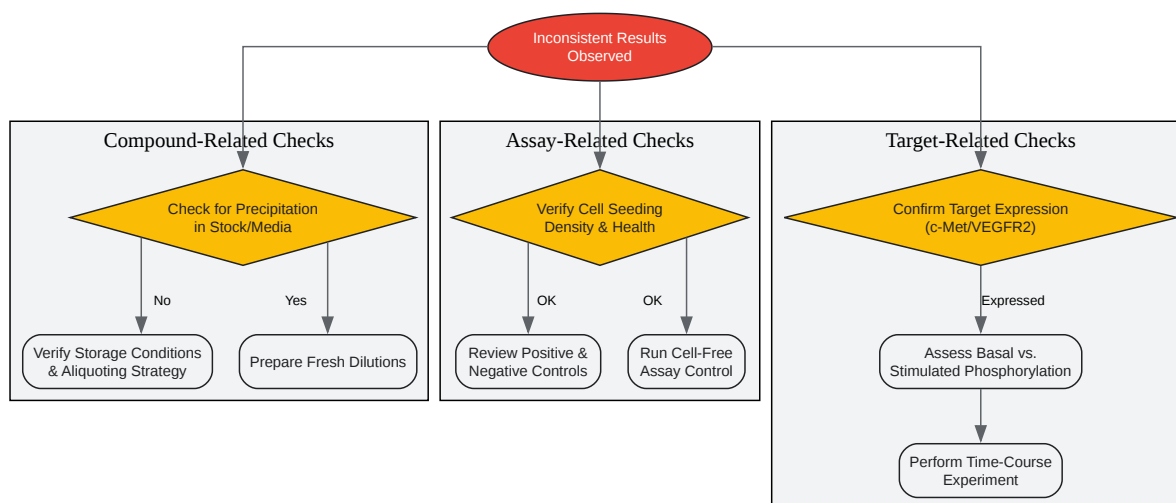 Inconsistent Results
Observed
Compound-Related Checks
Check for Precipitation
in Stock/Media
No
Yes
Verify Storage Conditions
& Aliquoting Strategy
Prepare Fresh Dilutions
Assay-Related Checks
Verify Cell Seeding
Density & Health
OK
OK
Review Positive &
Negative Controls
Run Cell-Free
Assay Control
Target-Related Checks
Confirm Target Expression
(c-Met/VEGFR2)
Expressed
Assess Basal vs.
Stimulated Phosphorylation
Perform Time-Course
Experiment